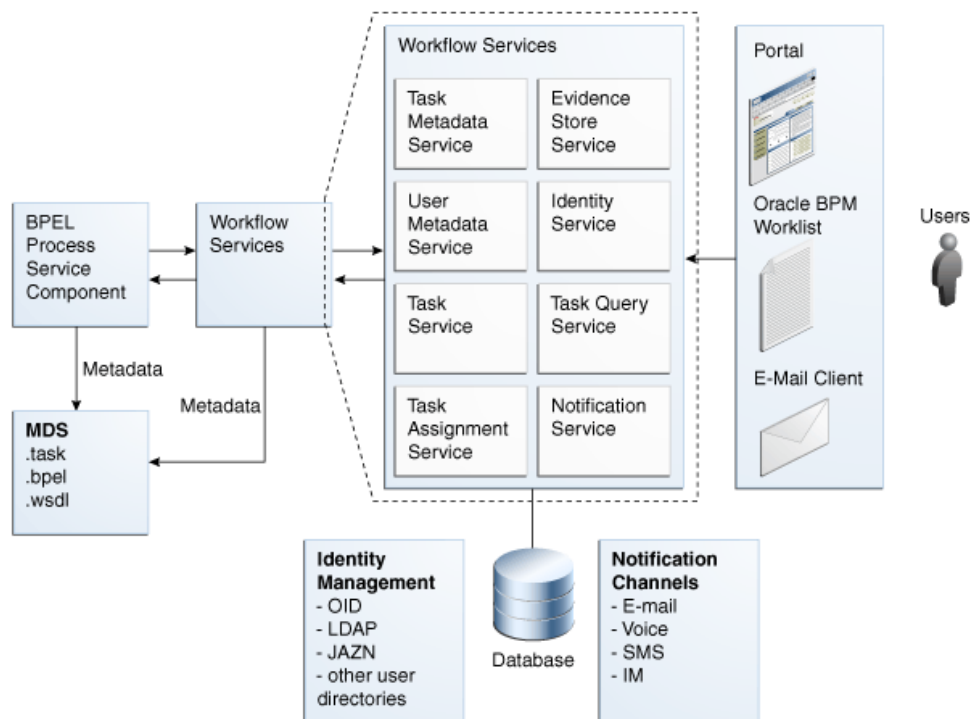 BPEL
Process
Service
Component
Metadata
MDS
.task
.bpel
.wsdl
Workflow
Services
Metadata
Workflow Services
Task
Metadata
Service
Evidence
Store
Service
User
Metadata
Service
Identity
Service
Task
Service
Task Query
Service
Task
Assignment
Service
Notification
Service
Portal
Oracle BPM
Worklist
E-Mail Client
Users
Identity
Management
- OID
- LDAP
- JAZN
- other user
directories
Database
Notification
Channels
- E-mail
- Voice
- SMS
- IM